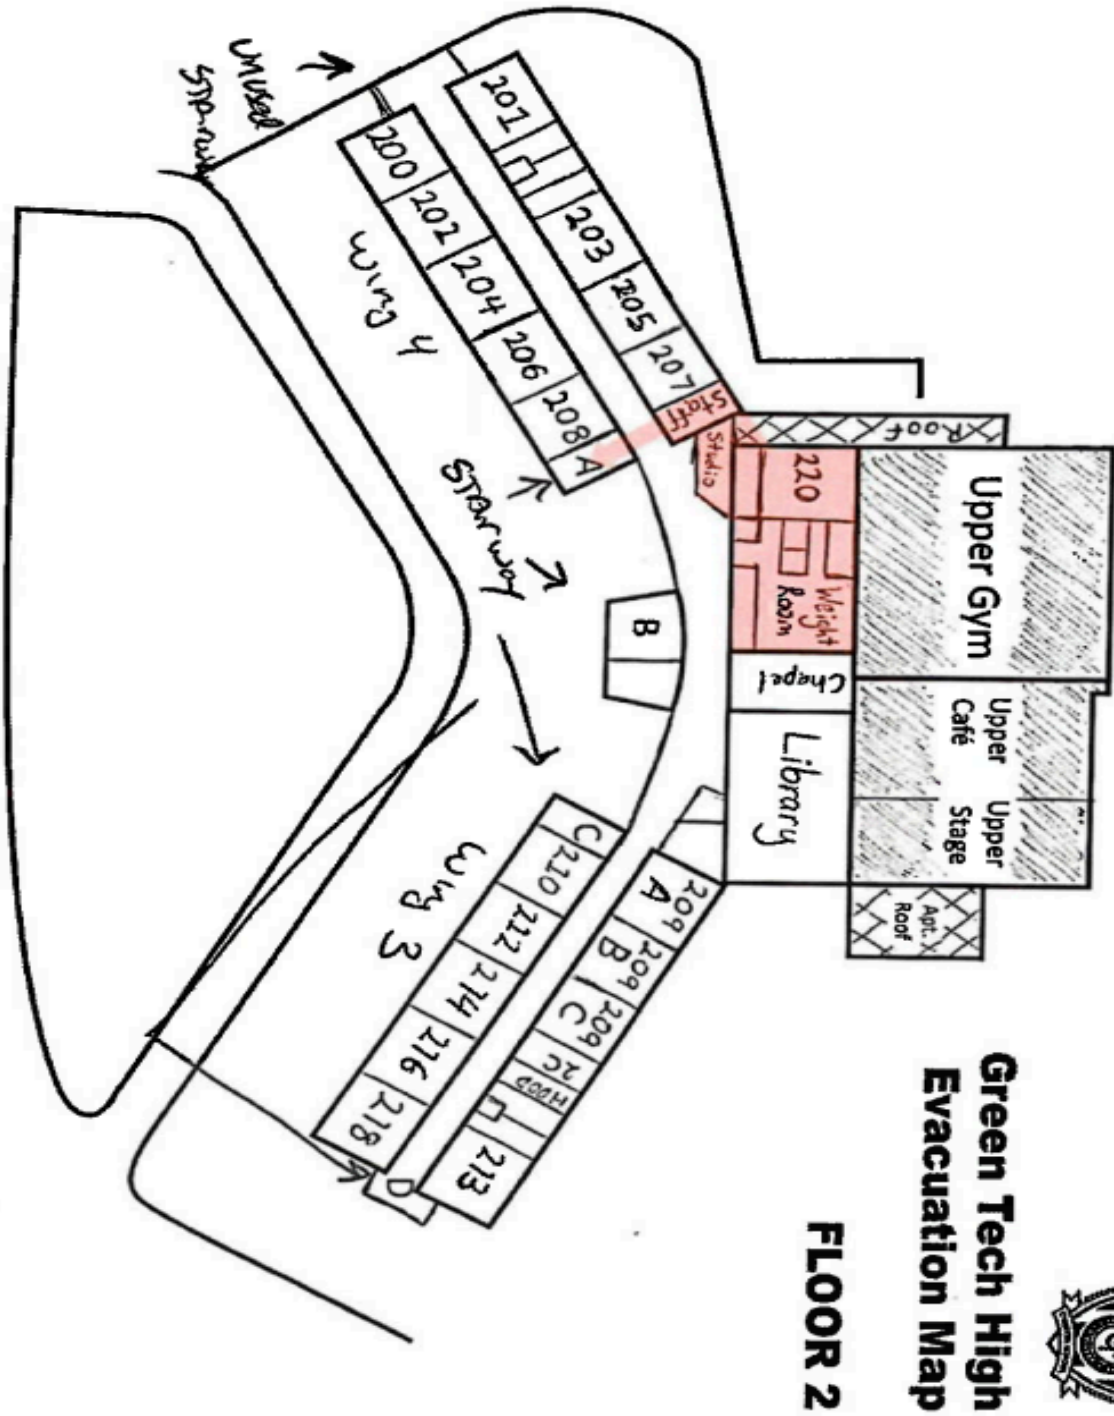 Green Tech High
Evacuation Map
FLOOR 2
Upper Gym
Upper
Café
Upper
Stage
Apt.
Roof
Roof
220
Weight
Room
Chapel
Library
Studio
Staff
201
203
205
207
200
202
204
206
208
A
Wing 4
unused
Stairway
B
C
210
212
214
216
218
D
209
A
209
B
209
C
2C
213
Wing 3